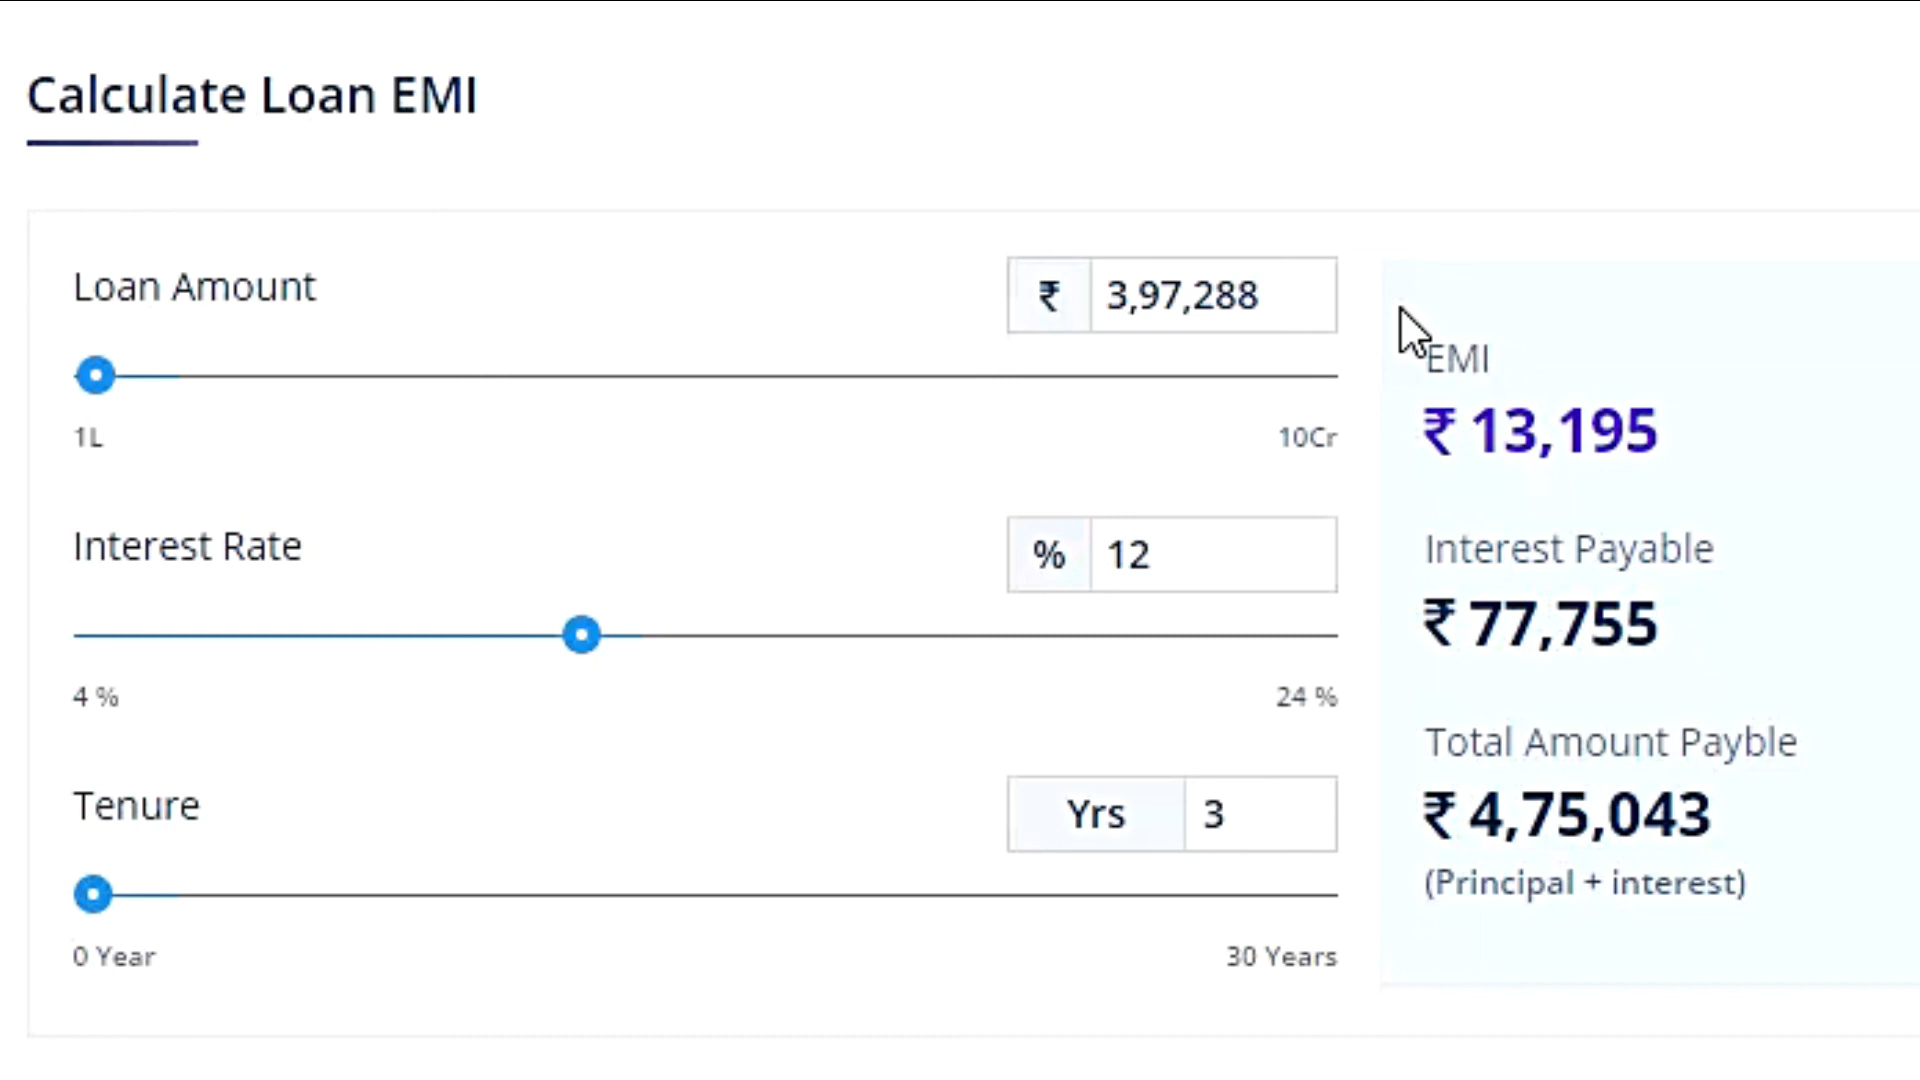 Calculate Loan EMI
Loan Amount
₹ 3,97,288
1L
10Cr
Interest Rate
% 12
4 %
24 %
Tenure
Yrs 3
0 Year
30 Years
EMI
₹ 13,195
Interest Payable
₹ 77,755
Total Amount Payble
₹ 4,75,043
(Principal + interest)